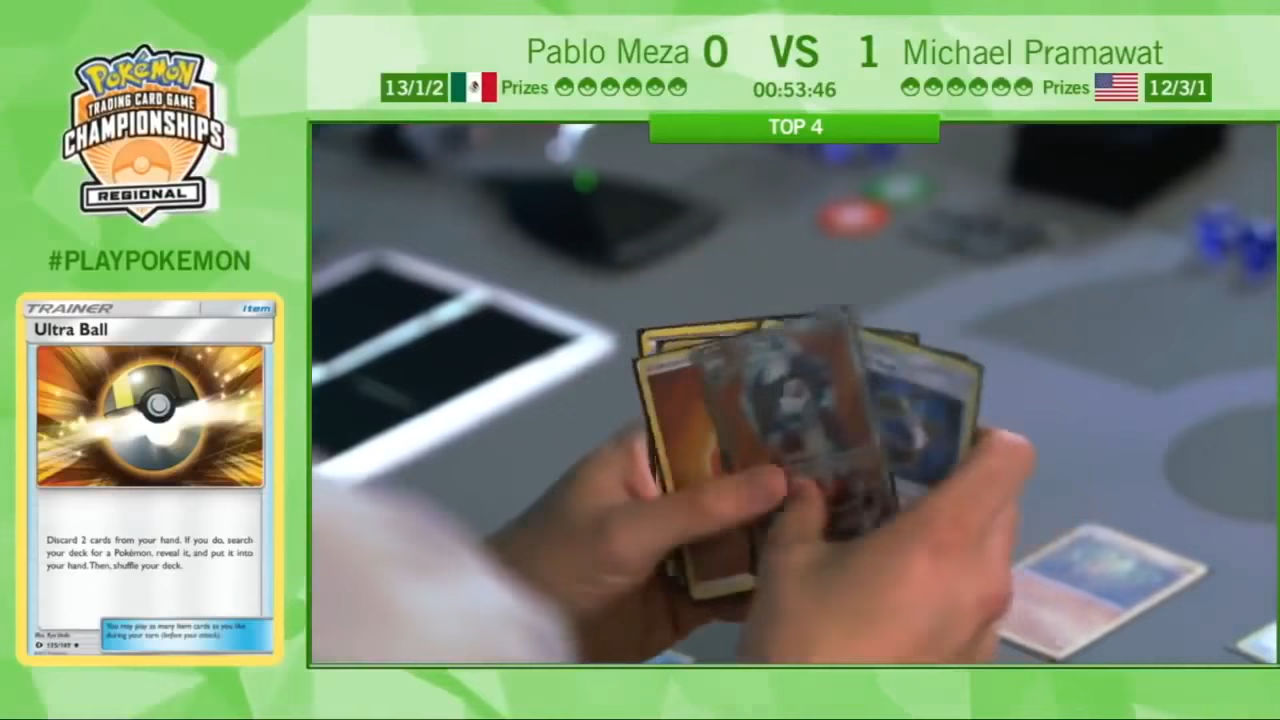 Pokémon
TRADING CARD GAME
CHAMPIONSHIPS
REGIONAL
#PLAYPOKEMON
TRAINER
Item
Ultra Ball
Discard 2 cards from your hand. If you do, search
your deck for a Pokémon, reveal it, and put it into
your hand. Then, shuffle your deck.
You may play as many Item cards as you like
during your turn (before your attack).
135/149
Pablo Meza 0 VS 1 Michael Pramawat
13/1/2 Prizes 00:53:46 Prizes 12/3/1
TOP 4